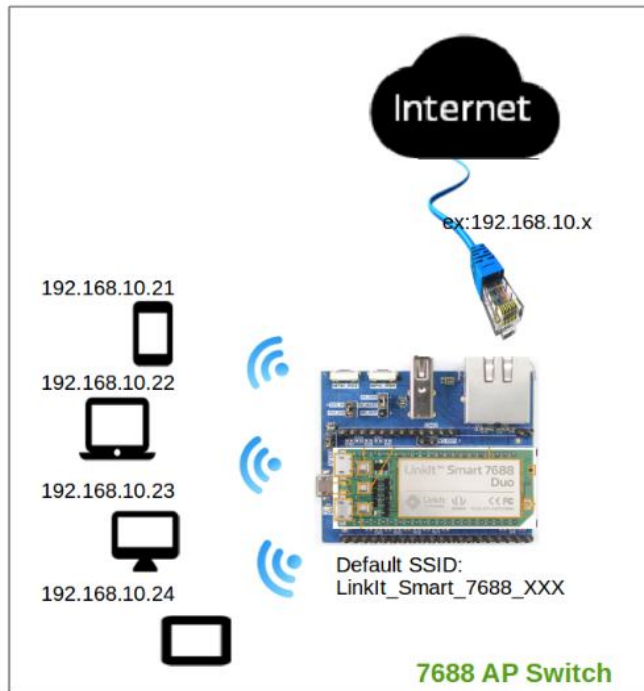 Internet
ex:192.168.10.x
192.168.10.21
192.168.10.22
192.168.10.23
192.168.10.24
LinkIt™ Smart 7688
Duo
LinkIt
Default SSID:
LinkIt_Smart_7688_XXX
7688 AP Switch